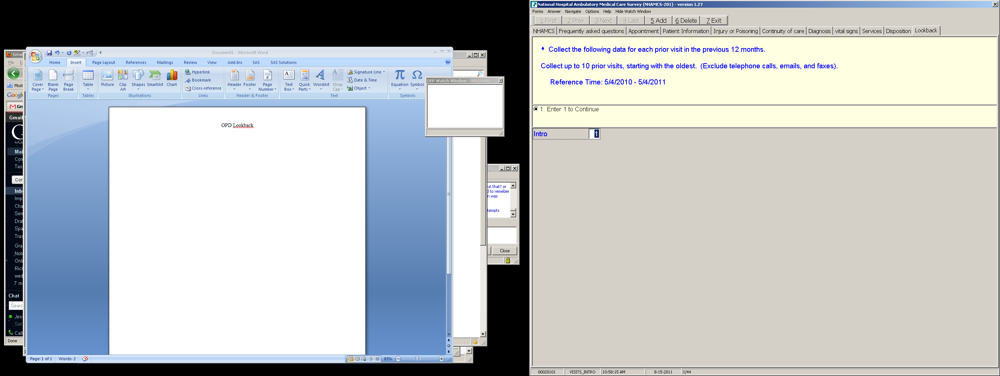 Gma
File
Most
Googl
Gm
Gmail
by Go
Mai
Con
Tas
Con
Inb
Imp
Cha
Sen
Draf
Spa
Tras
Gra
Note
Onli
Rich
wed
7 m
Chat
Searc
Jess
Set
Call
Done
Document1 - Microsoft Word
Home Insert Page Layout References Mailings Review View Add-Ins SAS SAS Solutions
Cover Page Blank Page Page Break
Table
Picture Clip Art Shapes SmartArt Chart
Hyperlink
Bookmark
Cross-reference
Header Footer Page Number
Text Box Quick Parts WordArt Drop Cap
Signature Line
Date & Time
Object
Equation Symbol
Pages Tables Illustrations Links Header & Footer Text Symbols
OPD Lookback
Page: 1 of 1 Words: 2 85%
DEP Watch Window - 00020101
ut that? or
d to remeber
n was
tempts
Close
National Hospital Ambulatory Medical Care Survey (NHAMCS-201) - version 1.27
Forms Answer Navigate Options Help Hide Watch Window
1 First 2 Prev 3 Next 4 Last 5 Add 6 Delete 7 Exit
NHAMCS Frequently asked questions Appointment Patient Information Injury or Poisoning Continuity of care Diagnosis vital signs Services Disposition Lookback
♦ Collect the following data for each prior visit in the previous 12 months.
Collect up to 10 prior visits, starting with the oldest. (Exclude telephone calls, emails, and faxes).
Reference Time: 5/4/2010 - 5/4/2011
1. Enter 1 to Continue
Intro 1
00020101 VISITS_INTRO 10:58:15 AM 8-15-2011 1/44